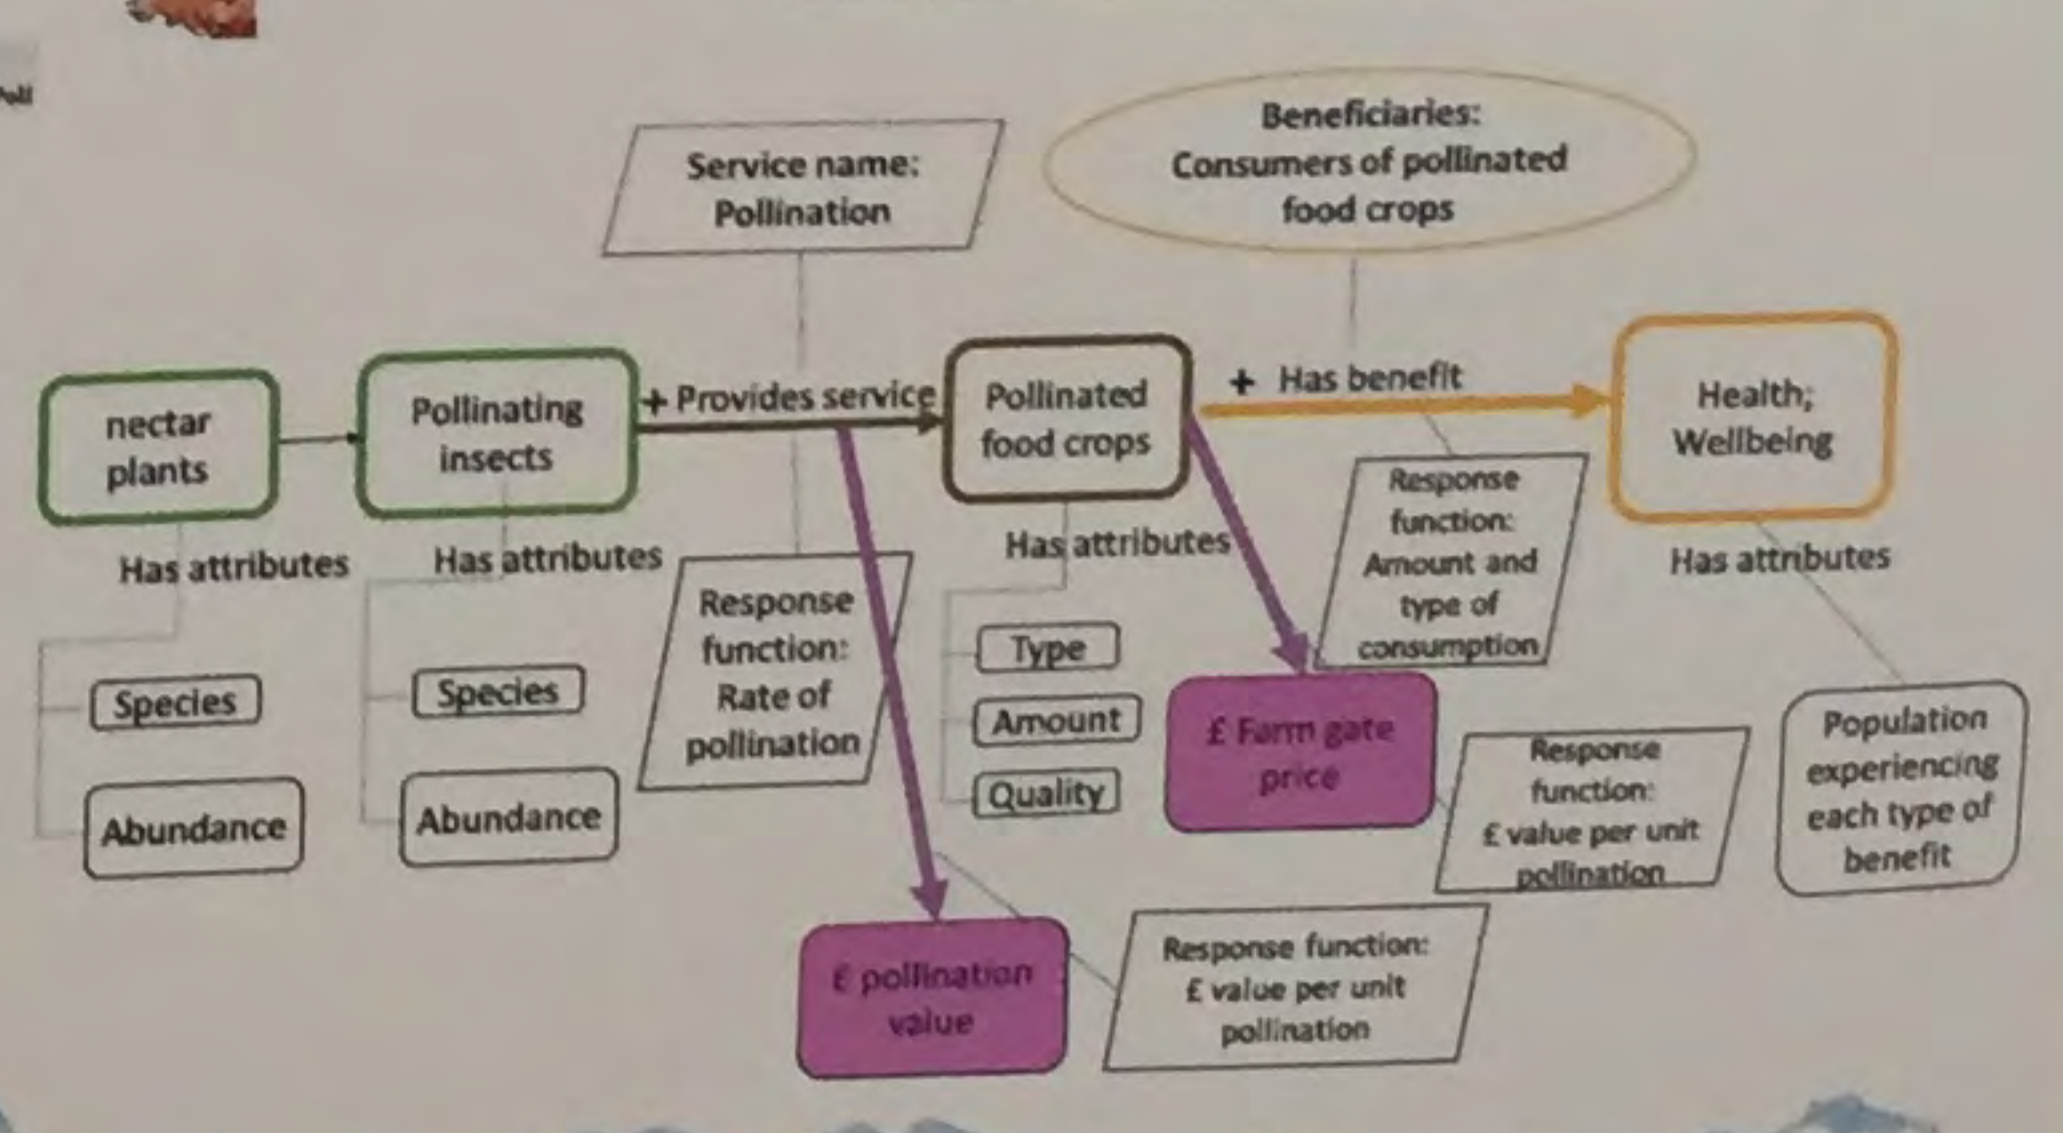 Service name:
Pollination
Beneficiaries:
Consumers of pollinated
food crops
nectar
plants
Pollinating
insects
+ Provides service
Pollinated
food crops
+ Has benefit
Health;
Wellbeing
Has attributes
Has attributes
Has attributes
Has attributes
Species
Abundance
Species
Abundance
Response
function:
Rate of
pollination
Type
Amount
Quality
Response
function:
Amount and
type of
consumption
£ Farm gate
price
Response
function:
£ value per unit
pollination
Population
experiencing
each type of
benefit
£ pollination
value
Response function:
£ value per unit
pollination